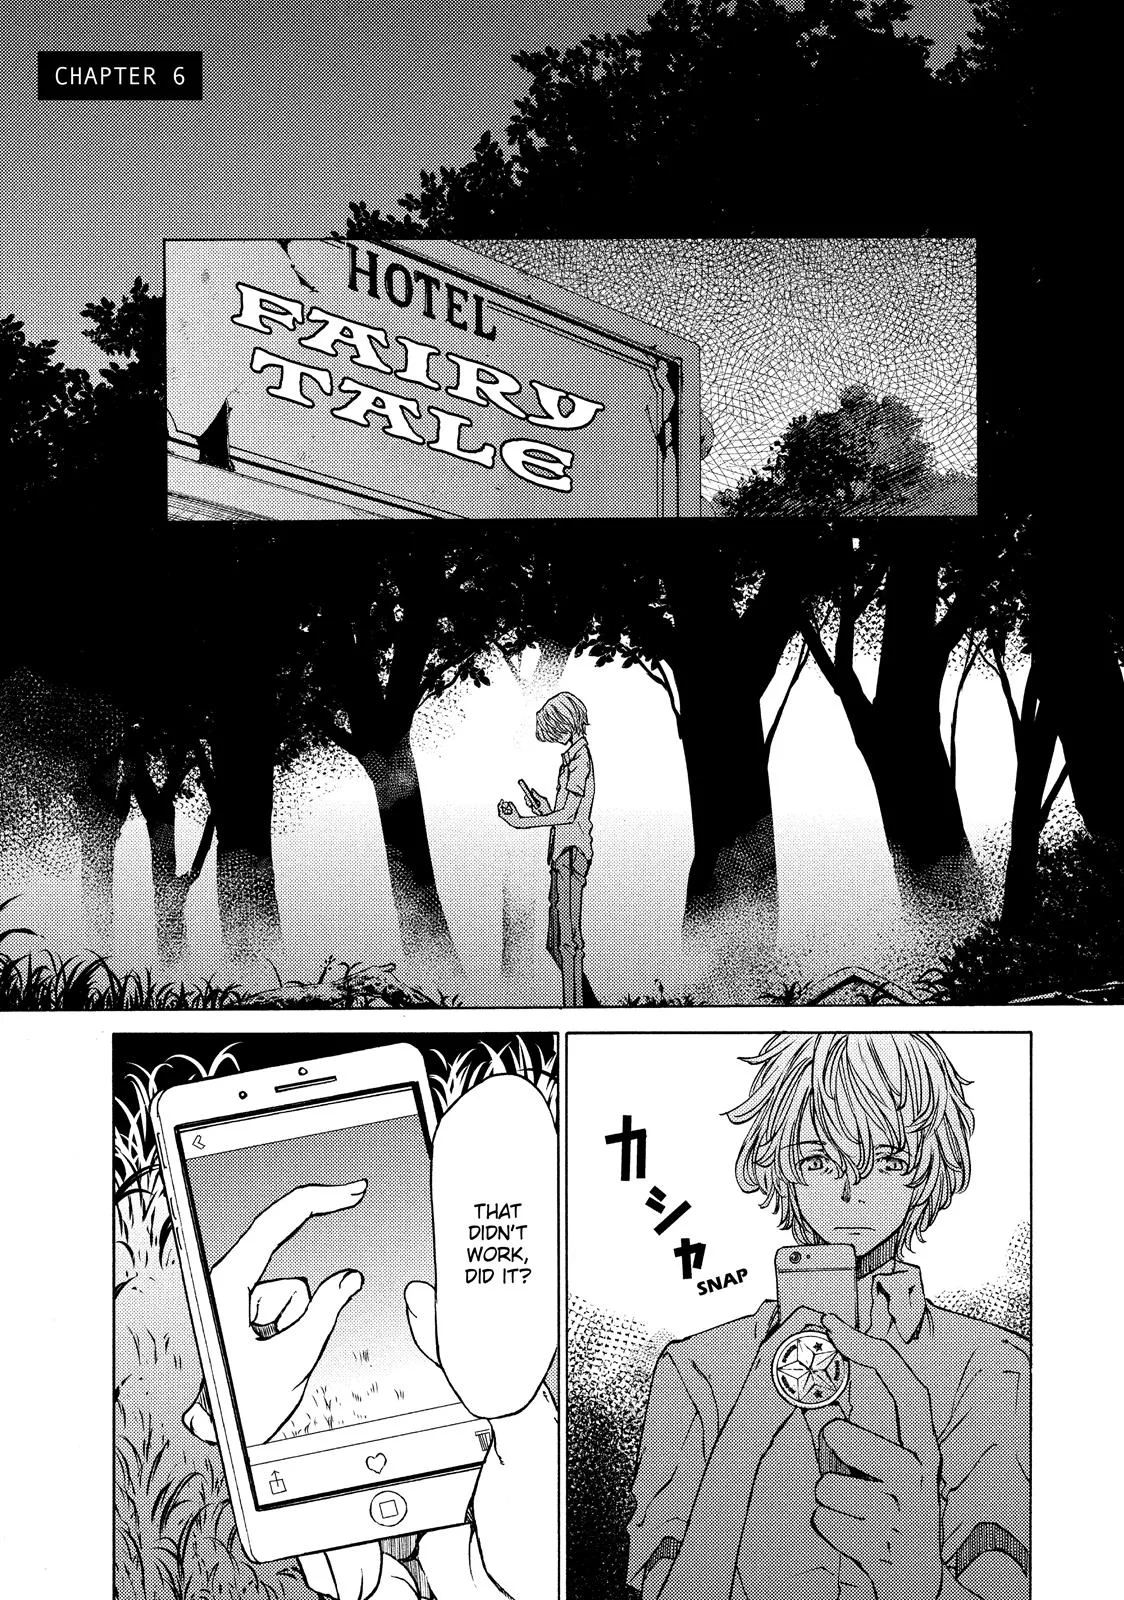 CHAPTER 6
HOTEL
FAIRY
TALE
カシャ
SNAP
THAT
DIDN'T
WORK,
DID IT?